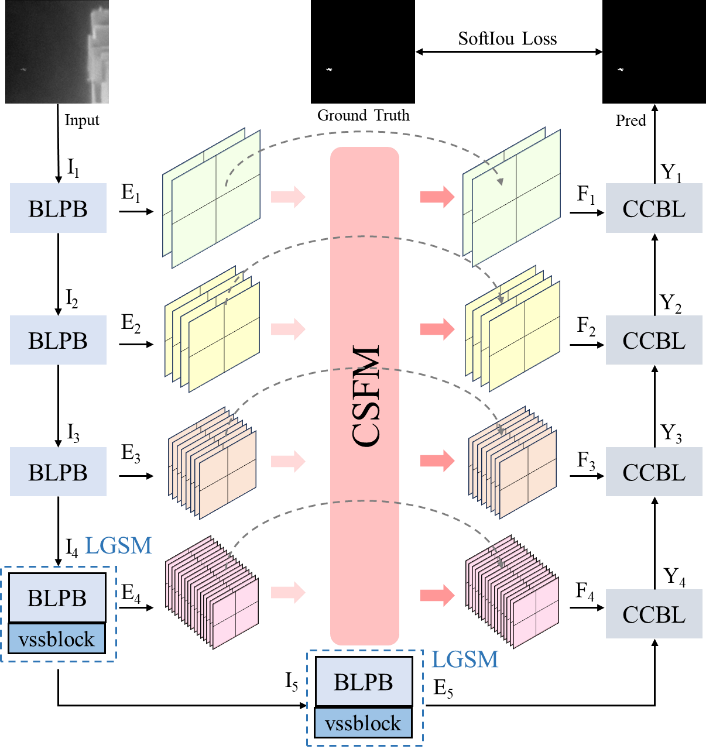 SoftIou Loss
Input
Ground Truth
Pred
I1
E1
F1
Y1
BLPB
CCBL
I2
E2
F2
Y2
BLPB
CCBL
CSFM
I3
E3
F3
Y3
BLPB
CCBL
I4
LGSM
E4
F4
Y4
BLPB
vssblock
CCBL
I5
LGSM
E5
BLPB
vssblock